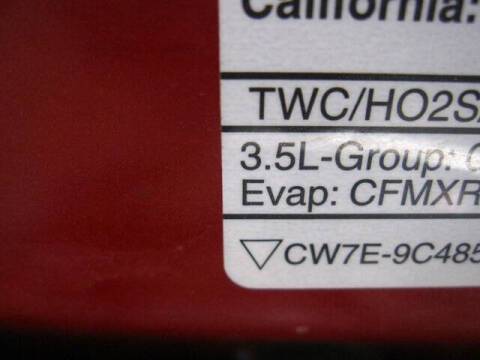 California:
TWC/HO2S
3.5L-Group:
Evap: CFMXR
▽CW7E-9C485